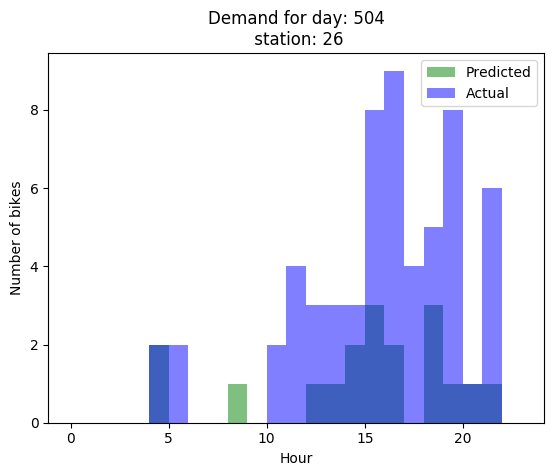 Demand for day: 504
station: 26
Predicted
Actual
Number of bikes
8
6
4
2
0
0
5
10
15
20
Hour